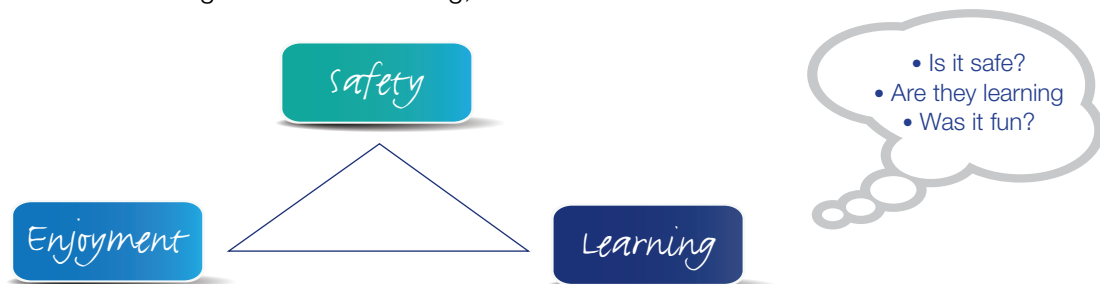 Safety
• Is it safe?
• Are they learning
• Was it fun?
Enjoyment
Learning